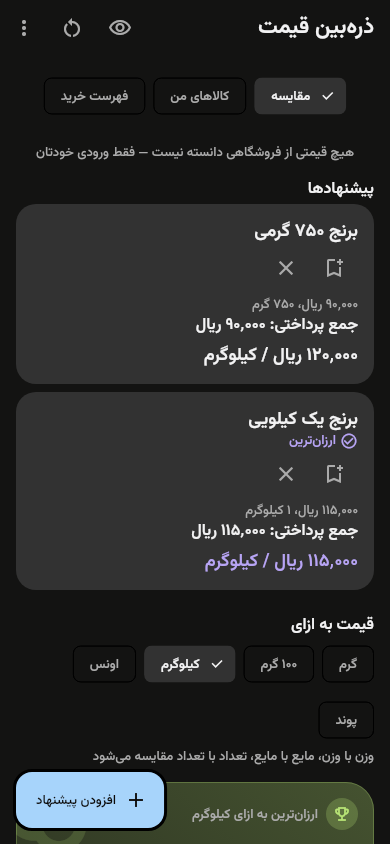 ذره‌بین قیمت
مقایسه
کالاهای من
فهرست خرید
هیچ قیمتی از فروشگاهی دانسته نیست — فقط ورودی خودتان
پیشنهادها
برنج ۷۵۰ گرمی
۹۰,۰۰۰ ریال، ۷۵۰ گرم
جمع پرداختی: ۹۰,۰۰۰ ریال
۱۲۰,۰۰۰ ریال / کیلوگرم
برنج یک کیلویی
ارزان‌ترین
۱۱۵,۰۰۰ ریال، ۱ کیلوگرم
جمع پرداختی: ۱۱۵,۰۰۰ ریال
۱۱۵,۰۰۰ ریال / کیلوگرم
قیمت به ازای
گرم
۱۰۰ گرم
کیلوگرم
اونس
پوند
وزن با وزن، مایع با مایع، تعداد با تعداد مقایسه می‌شود
ارزان‌ترین به ازای کیلوگرم
افزودن پیشنهاد